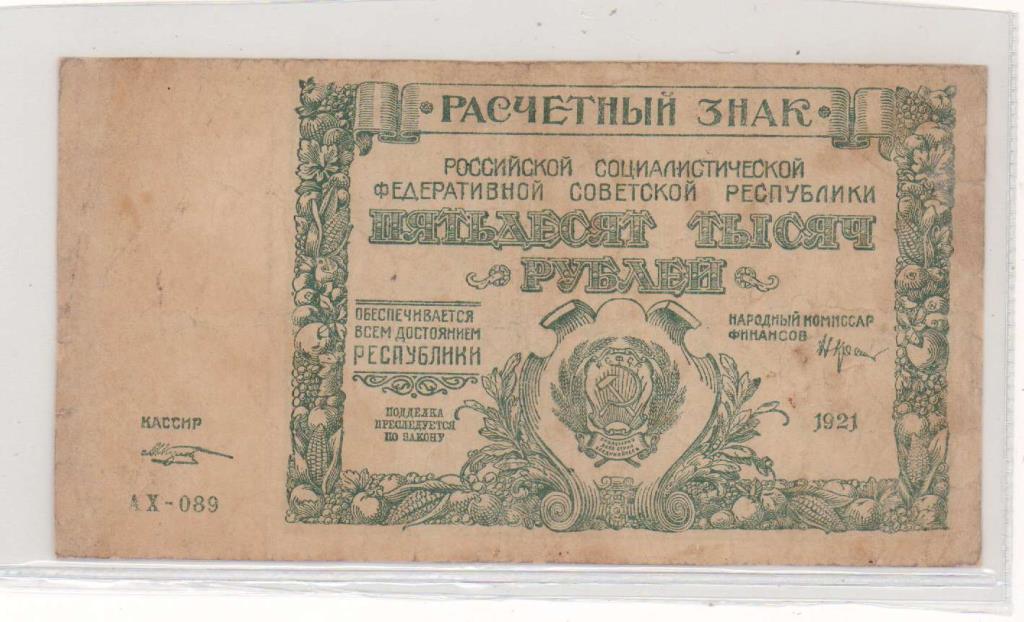 РАСЧЕТНЫЙ ЗНАК
РОССИЙСКОЙ СОЦИАЛИСТИЧЕСКОЙ
ФЕДЕРАТИВНОЙ СОВЕТСКОЙ РЕСПУБЛИКИ
ПЯТЬДЕСЯТ ТЫСЯЧ
РУБЛЕЙ
ОБЕСПЕЧИВАЕТСЯ
ВСЕМ ДОСТОЯНИЕМ
РЕСПУБЛИКИ
НАРОДНЫЙ КОМИССАР
ФИНАНСОВ
ПОДДЕЛКА
ПРЕСЛЕДУЕТСЯ
ПО ЗАКОНУ
1921
КАССИР
АХ-089